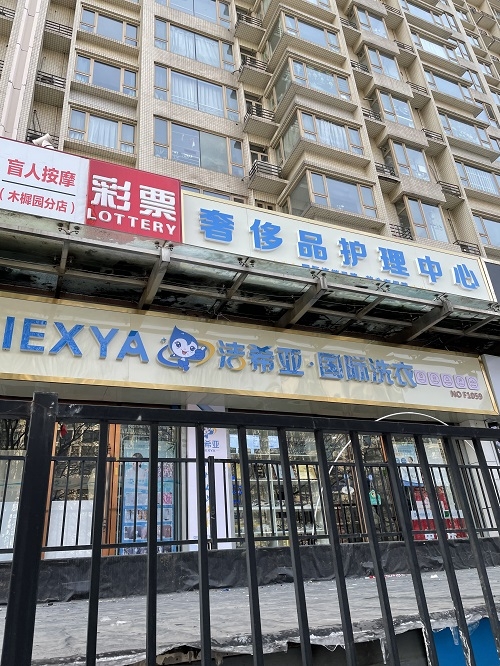 盲人按摩
（木樨园分店）
彩票
LOTTERY
奢侈品护理中心
IEXYA
洁希亚·国际洗衣
NO F1059